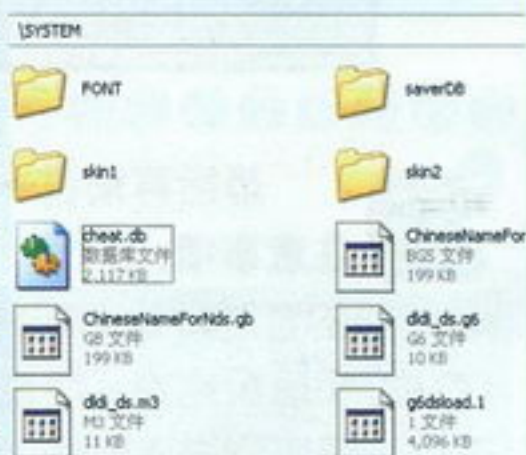 \SYSTEM
FONT
saverDB
skin1
skin2
cheat.db
数据库文件
2,117 KB
ChineseNameFor
BGS 文件
199 KB
ChineseNameForNds.gb
GB 文件
199 KB
dldi_ds.g6
G6 文件
10 KB
dldi_ds.m3
M3 文件
11 KB
g6dsload.1
1 文件
4,096 KB